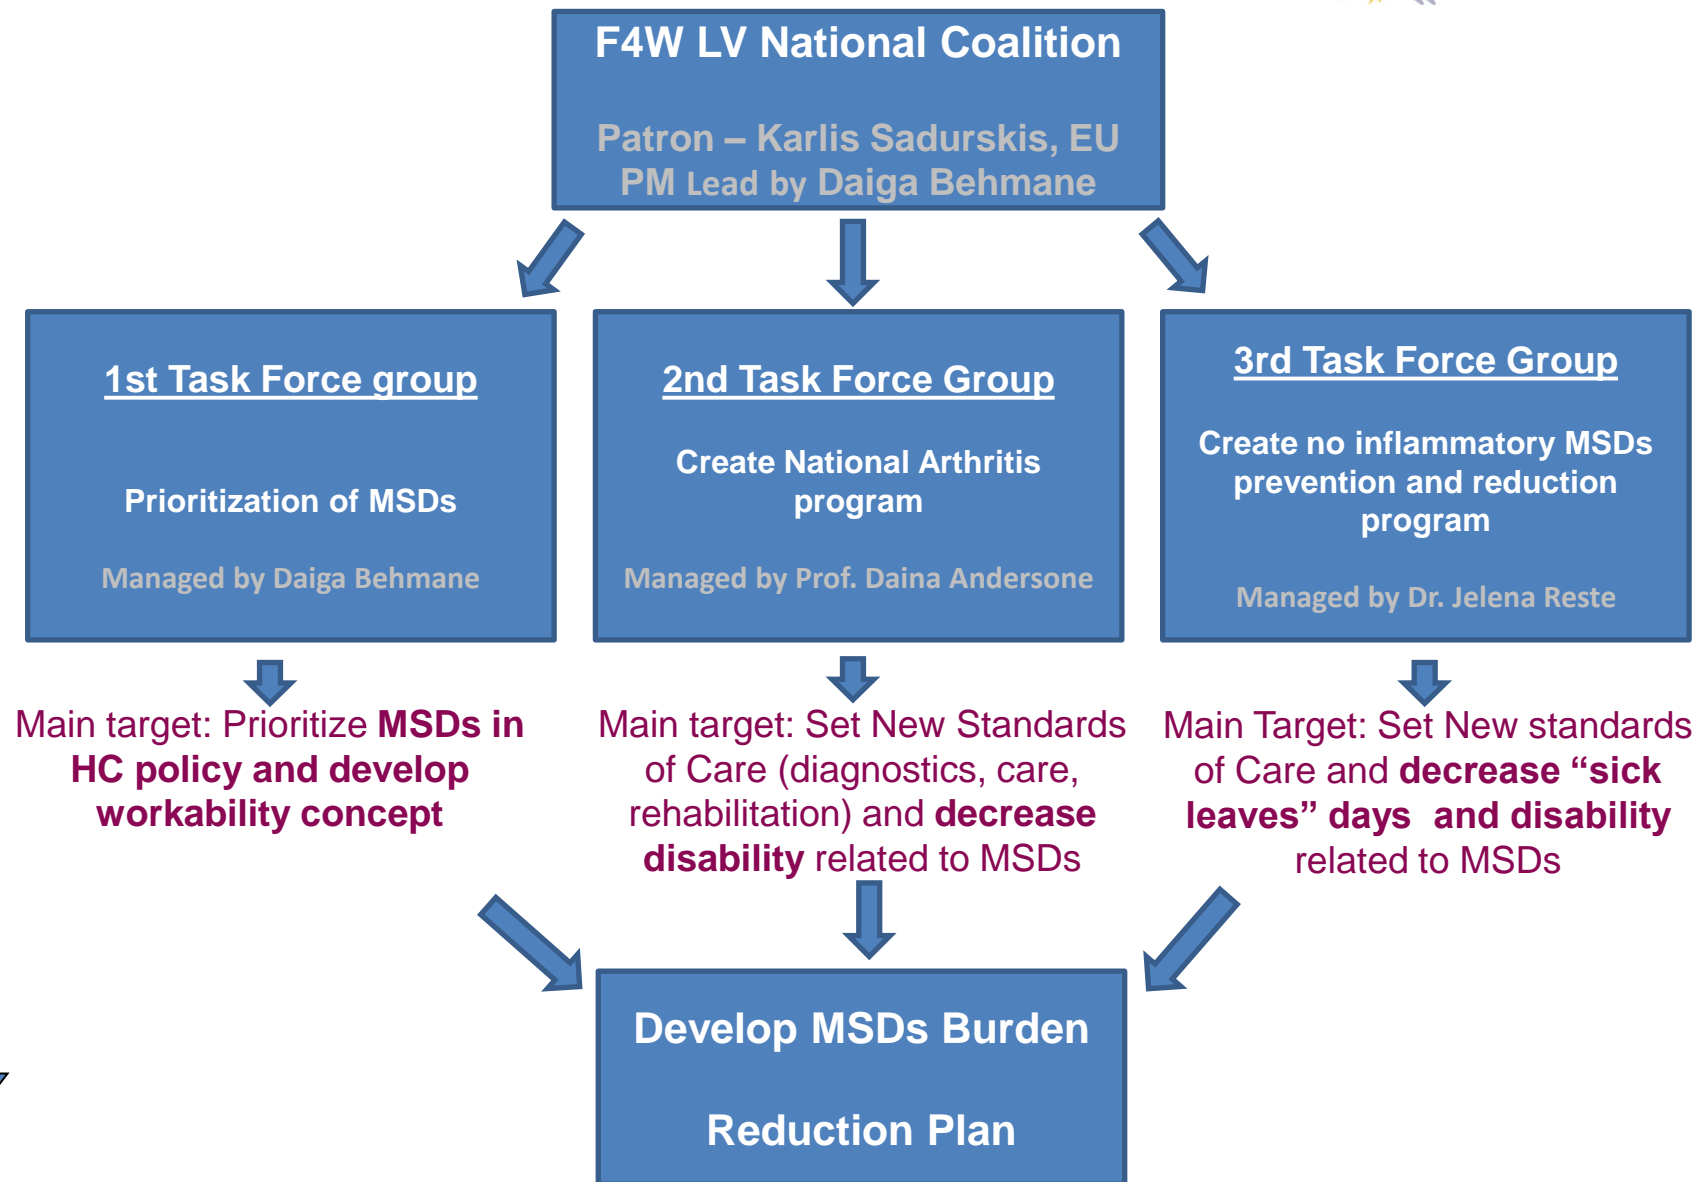 F4W LV National Coalition
Patron – Karlis Sadurskis, EU
PM Lead by Daiga Behmane
1st Task Force group
Prioritization of MSDs
Managed by Daiga Behmane
2nd Task Force Group
Create National Arthritis
program
Managed by Prof. Daina Andersone
3rd Task Force Group
Create no inflammatory MSDs
prevention and reduction
program
Managed by Dr. Jelena Reste
Main target: Prioritize MSDs in
HC policy and develop
workability concept
Main target: Set New Standards
of Care (diagnostics, care,
rehabilitation) and decrease
disability related to MSDs
Main Target: Set New standards
of Care and decrease “sick
leaves” days  and disability
related to MSDs
Develop MSDs Burden
Reduction Plan